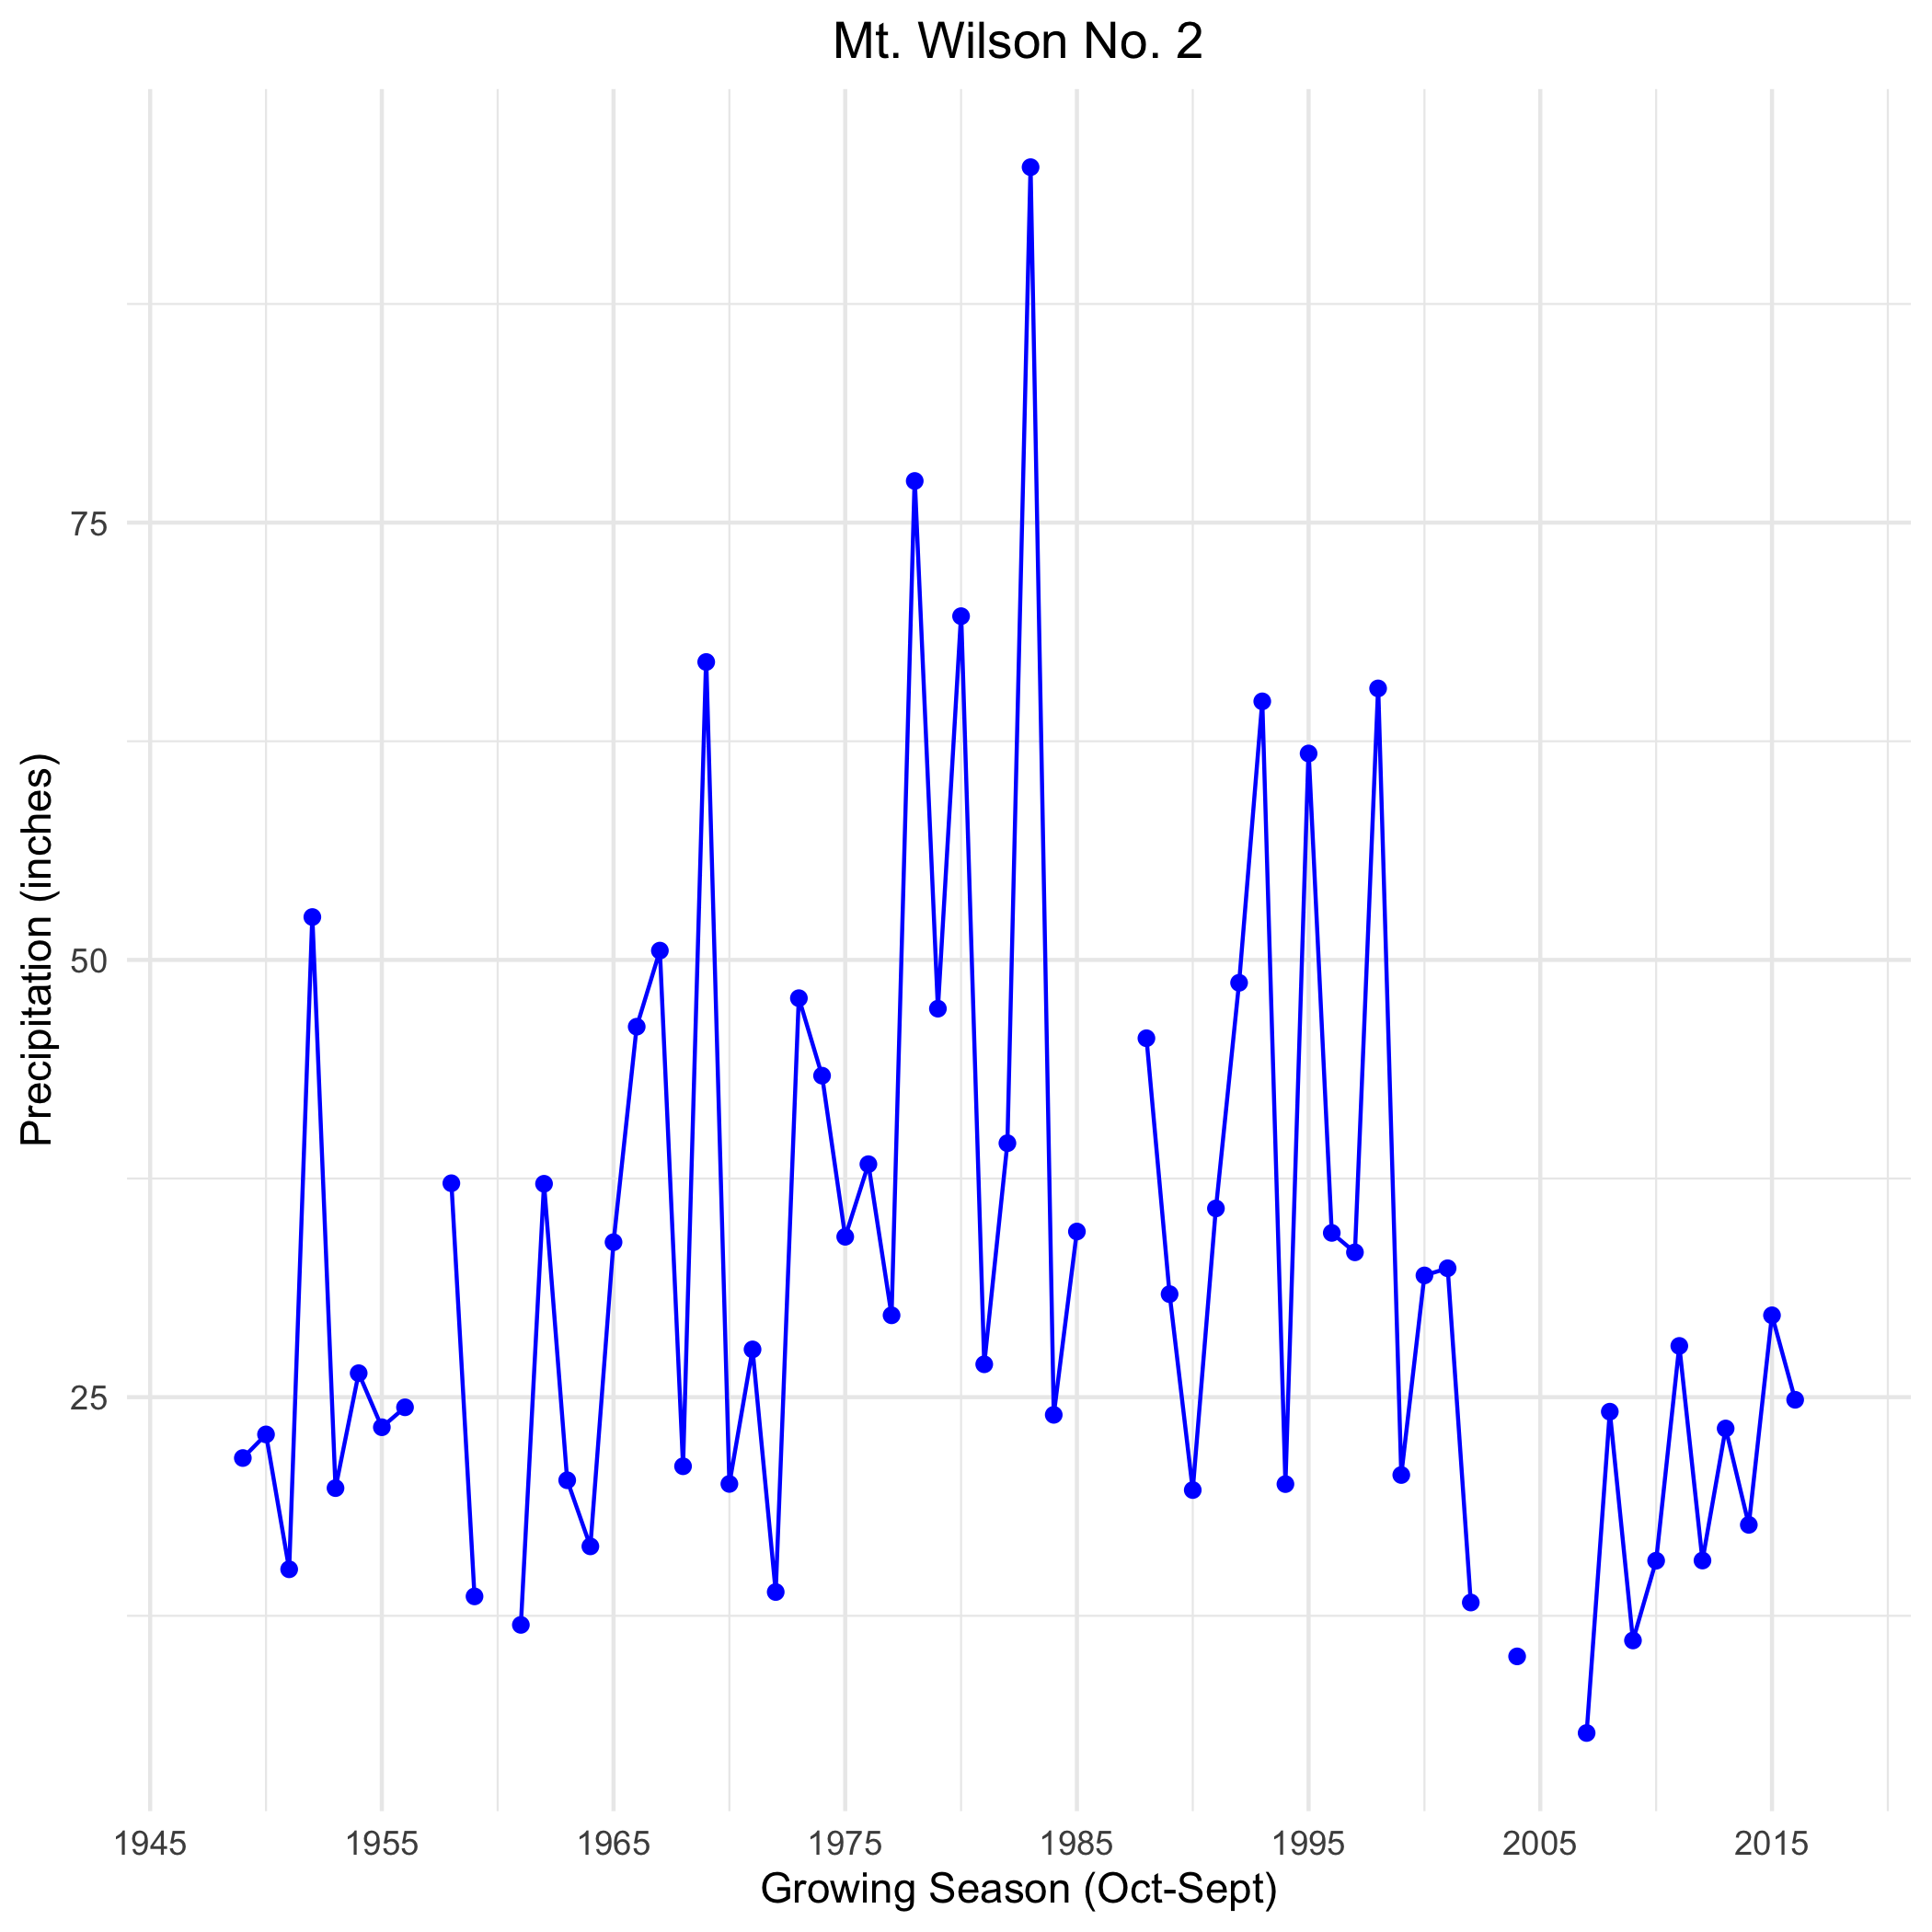 Mt. Wilson No. 2
Precipitation (inches)
75
50
25
1945 1955 1965 1975 1985 1995 2005 2015
Growing Season (Oct-Sept)